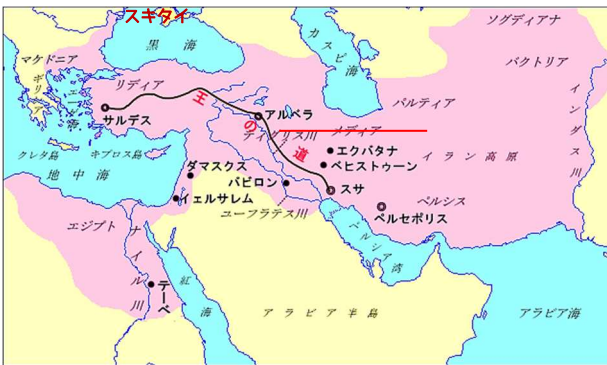 スキタイ
ソグディアナ
黒海
カスピ海
マケドニア
バクトリア
ギリシア
エーゲ海
リディア
パルティア
インダス川
サルデス
王の道
アルベラ
ティグリス川
メディア
エクバタナ
ベヒストゥーン
イラン高原
クレタ島
キプロス島
地中海
ダマスクス
バビロン
スサ
イェルサレム
ユーフラテス川
ペルシス
ペルセポリス
エジプト
ナイル川
ペルシア湾
テーベ
紅海
アラビア半島
アラビア海